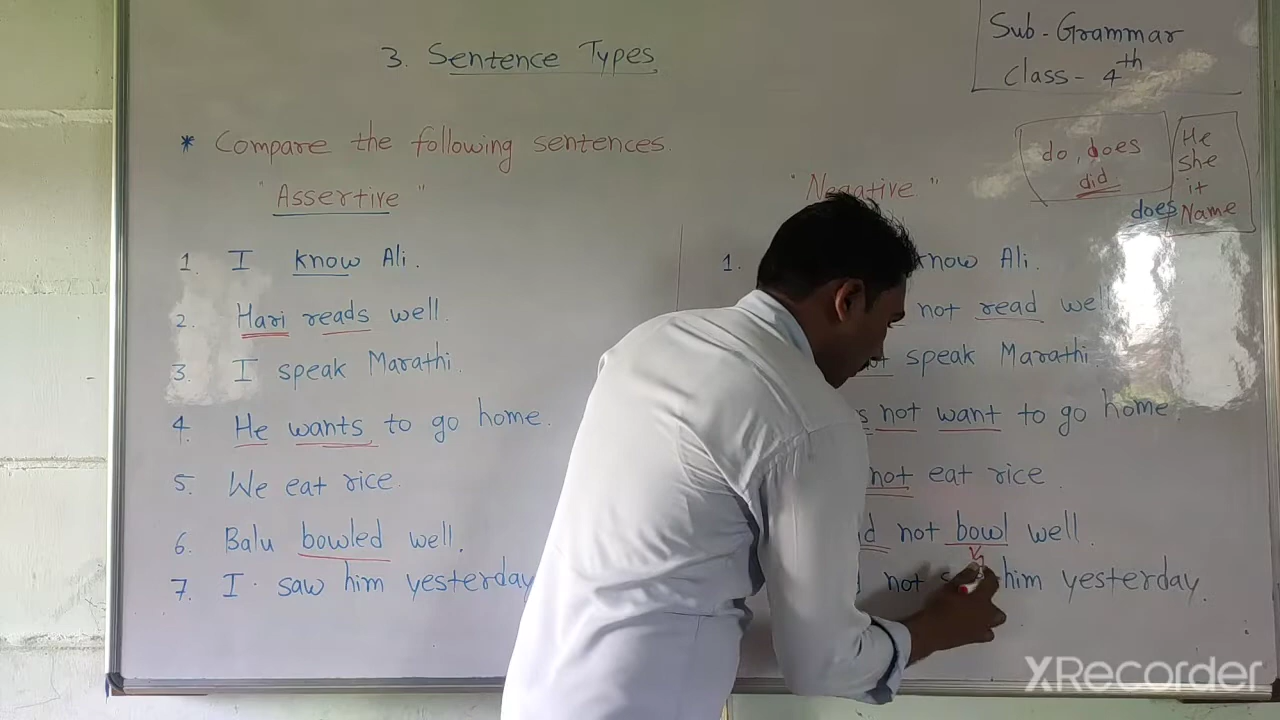 3. Sentence Types
Sub - Grammar
Class - 4th
* Compare the following sentences.
do, does
did
He
she
it
does Name
"Assertive"
"Negative"
1. I know Ali.
2. Hari reads well.
3. I speak Marathi.
4. He wants to go home.
5. We eat rice.
6. Balu bowled well.
7. I saw him yesterday
1. know Ali.
not read well
speak Marathi.
not want to go home.
not eat rice.
not bowl well.
V1
not him yesterday.
XRecorder